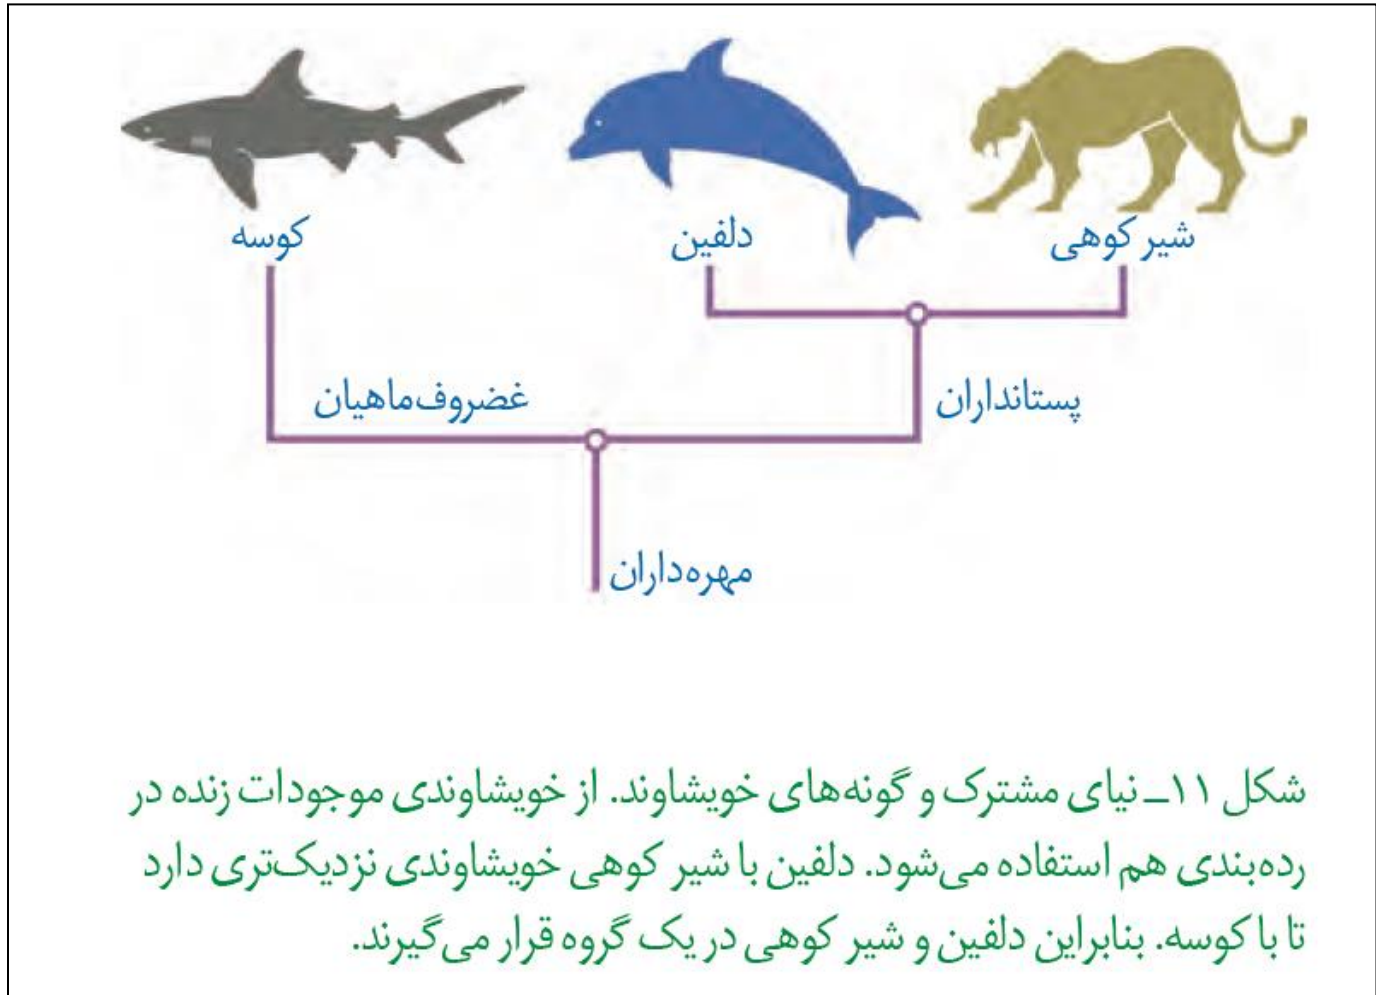 کوسه
دلفین
شیر کوهی
غضروف‌ماهیان
پستانداران
مهره‌داران
شکل ۱۱ــ نیای مشترک و گونه‌های خویشاوند. از خویشاوندی موجودات زنده در
رده‌بندی هم استفاده می‌شود. دلفین با شیر کوهی خویشاوندی نزدیک‌تری دارد
تا با کوسه. بنابراین دلفین و شیر کوهی در یک گروه قرار می‌گیرند.